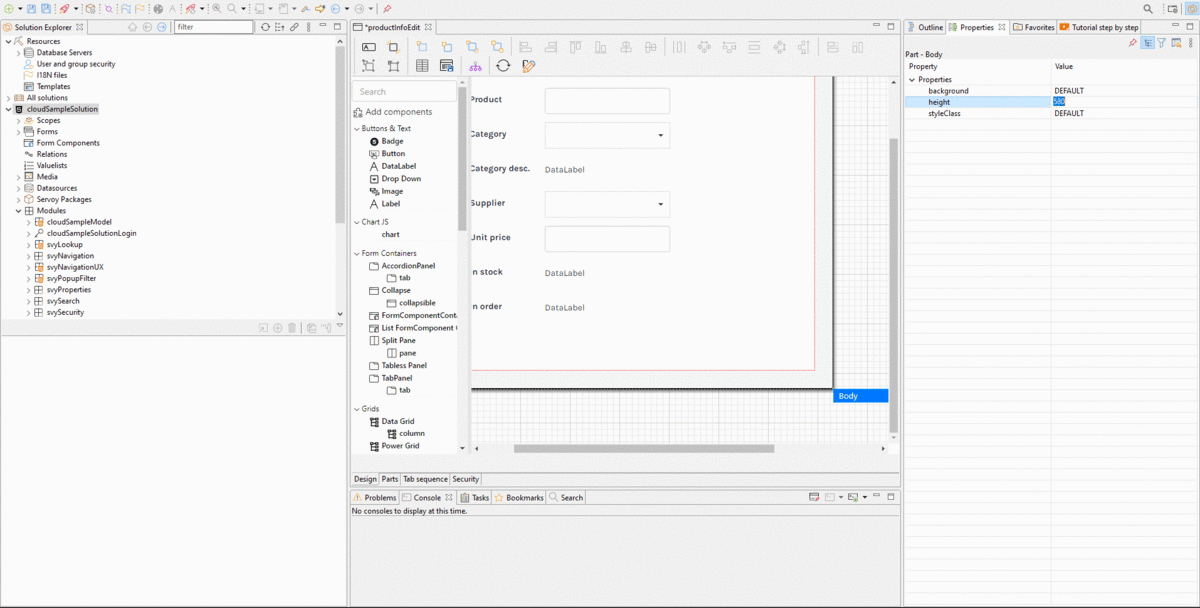 filter
Solution Explorer
Resources
Database Servers
User and group security
I18N files
Templates
All solutions
cloudSampleSolution
Scopes
Forms
Form Components
Relations
Valuelists
Media
Datasources
Servoy Packages
Modules
cloudSampleModel
cloudSampleSolutionLogin
svyLookup
svyNavigation
svyNavigationUX
svyPopupFilter
svyProperties
svySearch
svySecurity
*productInfoEdit
Search
Add components
Buttons & Text
Badge
Button
DataLabel
Drop Down
Image
Label
Chart JS
chart
Form Containers
AccordionPanel
tab
Collapse
collapsible
FormComponentConta
List FormComponent
Split Pane
pane
Tabless Panel
TabPanel
tab
Grids
Data Grid
column
Power Grid
Product
Category
Category desc. DataLabel
Supplier
Unit price
n stock DataLabel
n order DataLabel
Body
Design Parts Tab sequence Security
Problems Console Tasks Bookmarks Search
No consoles to display at this time.
Outline Properties Favorites Tutorial step by step
Part - Body
Property Value
Properties
background DEFAULT
height 580
styleClass DEFAULT